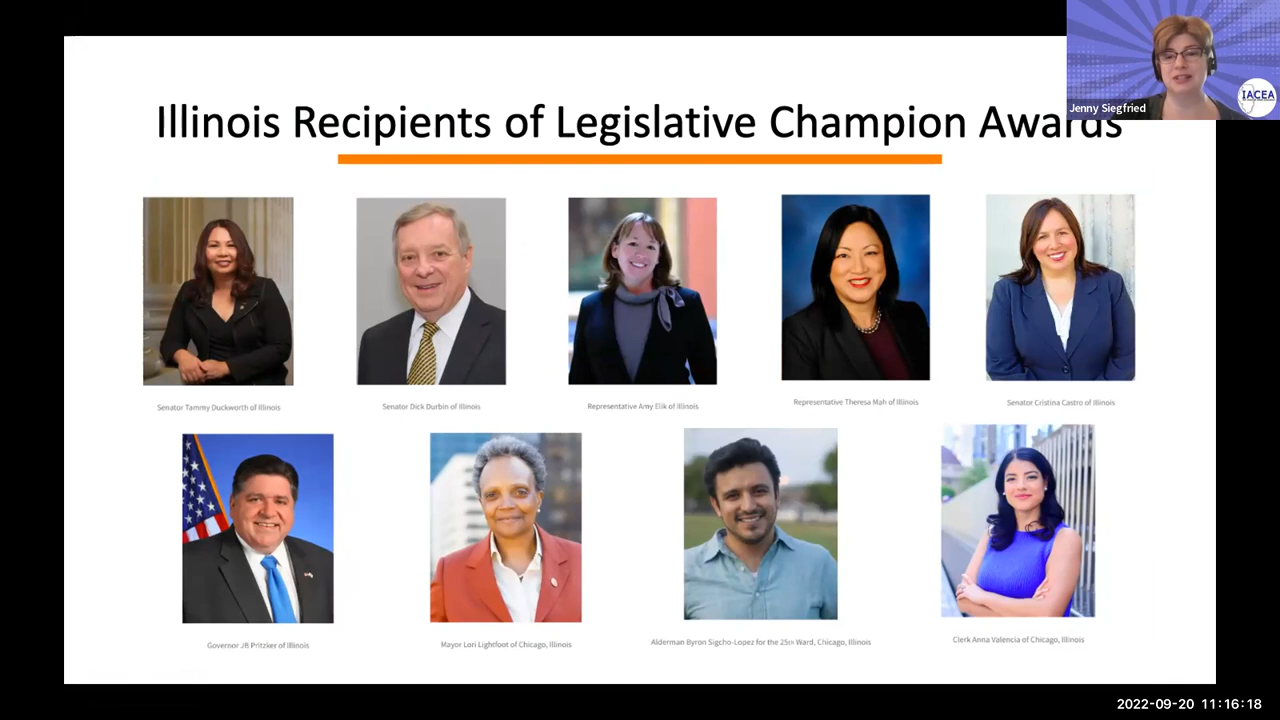 Illinois Recipients of Legislative Champion Awards
Jenny Siegfried
IACEA
Senator Tammy Duckworth of Illinois
Senator Dick Durbin of Illinois
Representative Amy Elik of Illinois
Representative Theresa Mah of Illinois
Senator Cristina Castro of Illinois
Governor JB Pritzker of Illinois
Mayor Lori Lightfoot of Chicago, Illinois
Alderman Byron Sigcho-Lopez for the 25th Ward, Chicago, Illinois
Clerk Anna Valencia of Chicago, Illinois
2022-09-20 11:16:18